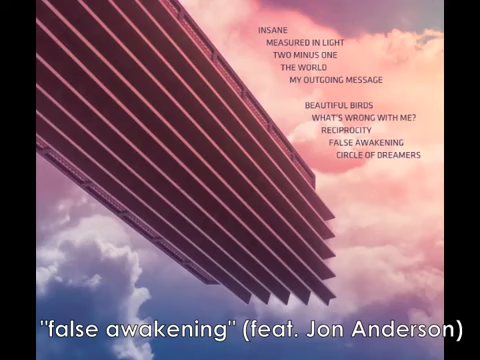 INSANE
MEASURED IN LIGHT
TWO MINUS ONE
THE WORLD
MY OUTGOING MESSAGE
BEAUTIFUL BIRDS
WHAT'S WRONG WITH ME?
RECIPROCITY
FALSE AWAKENING
CIRCLE OF DREAMERS
"false awakening" (feat. Jon Anderson)